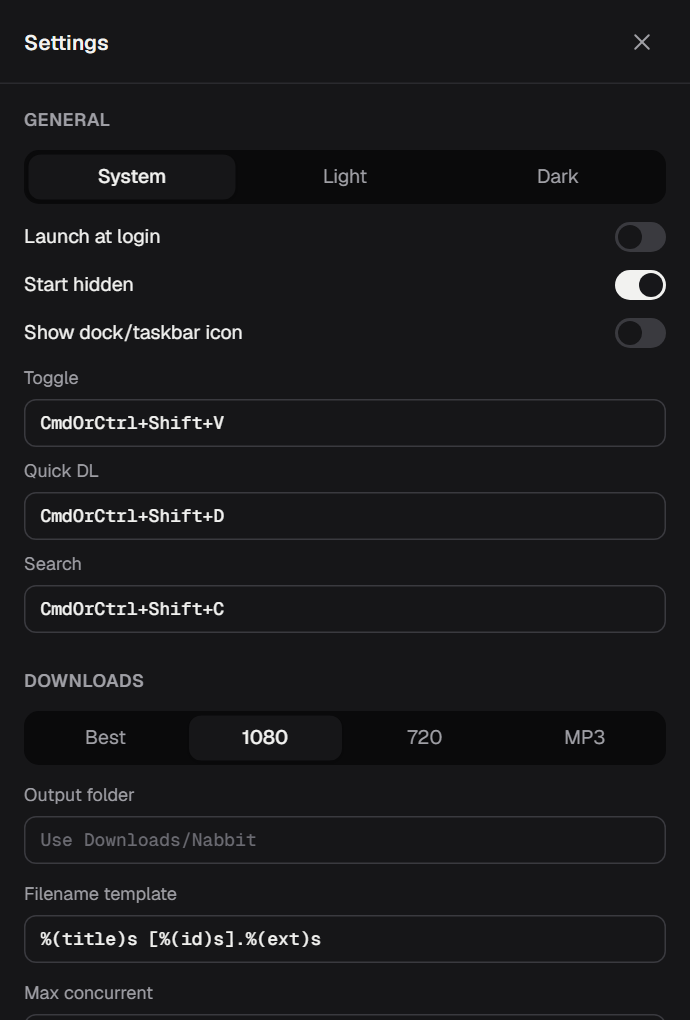 Settings
GENERAL
System Light Dark
Launch at login
Start hidden
Show dock/taskbar icon
Toggle
CmdOrCtrl+Shift+V
Quick DL
CmdOrCtrl+Shift+D
Search
CmdOrCtrl+Shift+C
DOWNLOADS
Best 1080 720 MP3
Output folder
Use Downloads/Nabbit
Filename template
%(title)s [%(id)s].%(ext)s
Max concurrent